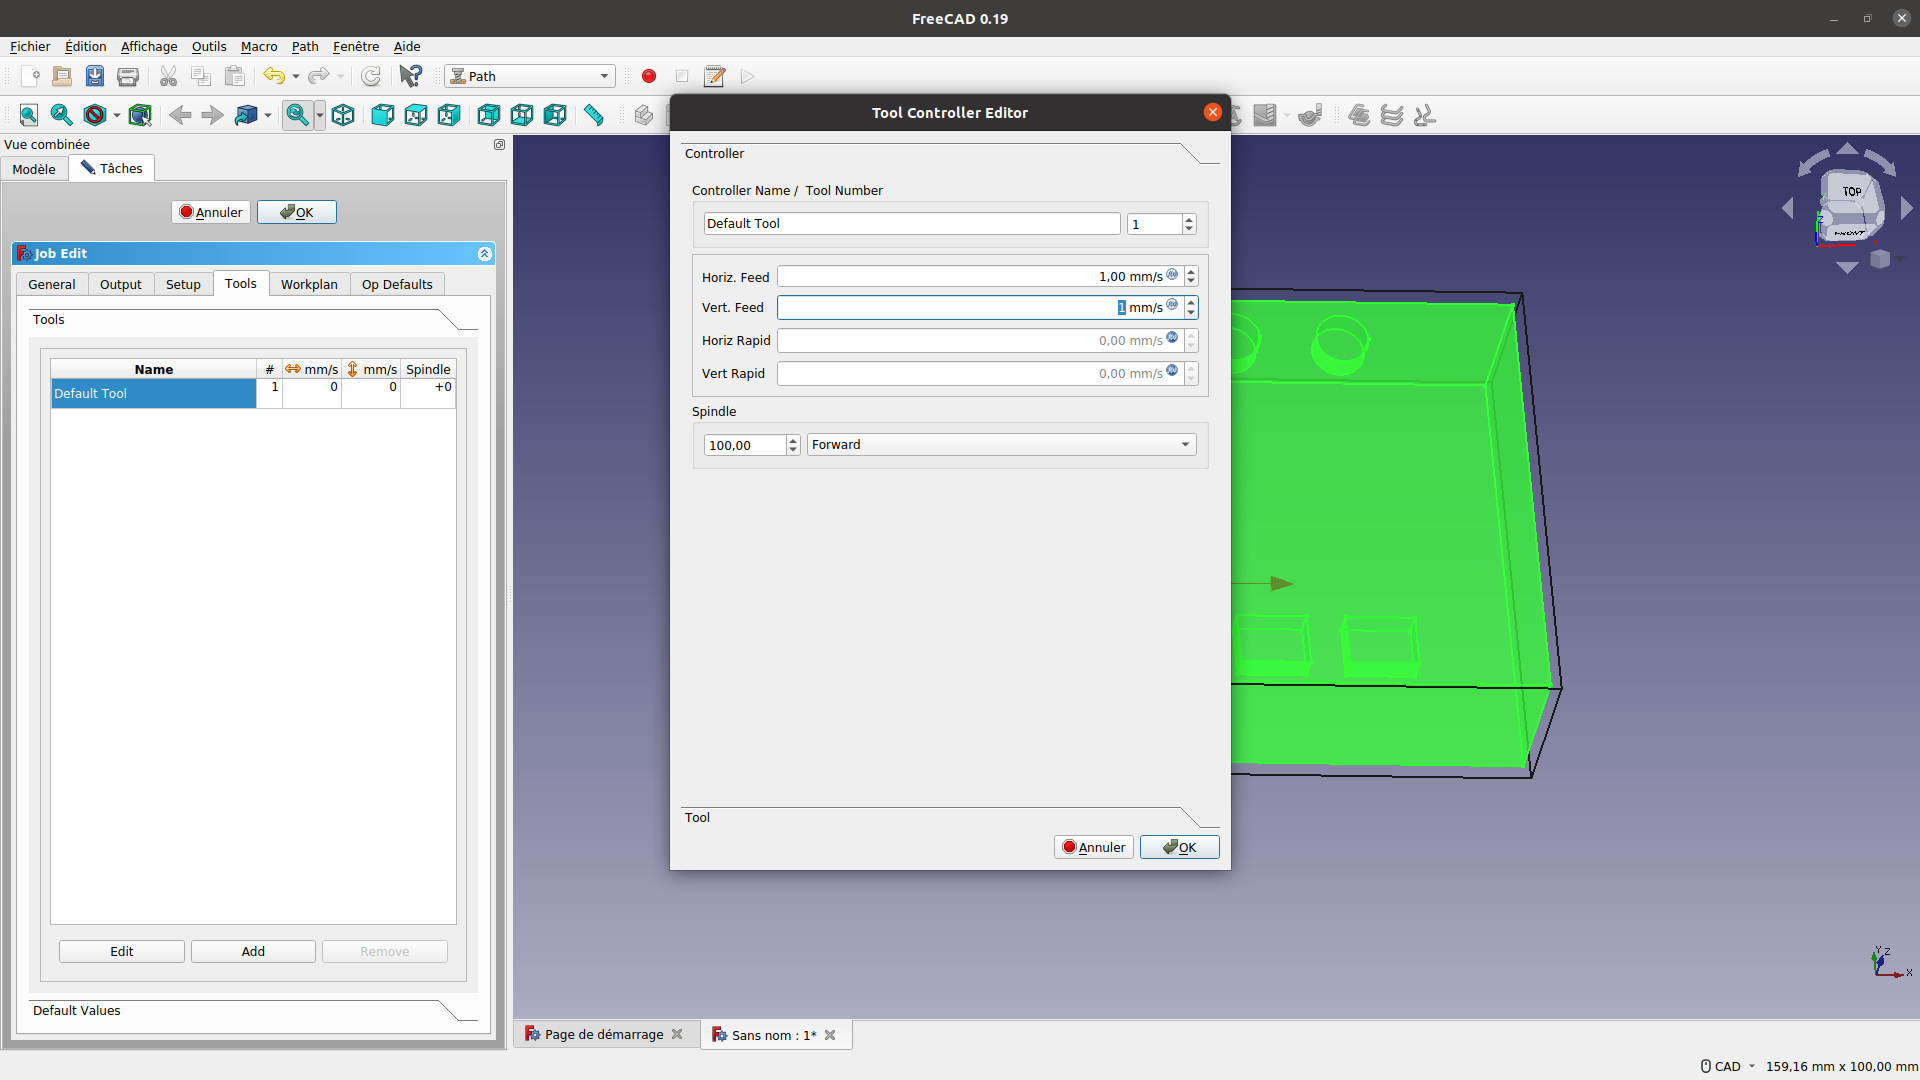 FreeCAD 0.19
Fichier Édition Affichage Outils Macro Path Fenêtre Aide
Path
Vue combinée
Modèle Tâches
Annuler OK
Job Edit
General Output Setup Tools Workplan Op Defaults
Tools
Name # mm/s mm/s Spindle
Default Tool 1 0 0 +0
Edit Add Remove
Default Values
Tool Controller Editor
Controller
Controller Name / Tool Number
Default Tool 1
Horiz. Feed 1,00 mm/s
Vert. Feed 1 mm/s
Horiz Rapid 0,00 mm/s
Vert Rapid 0,00 mm/s
Spindle
100,00 Forward
Tool
Annuler OK
TOP
FRONT
Z
Y Z
X
Page de démarrage Sans nom : 1*
CAD 159,16 mm x 100,00 mm